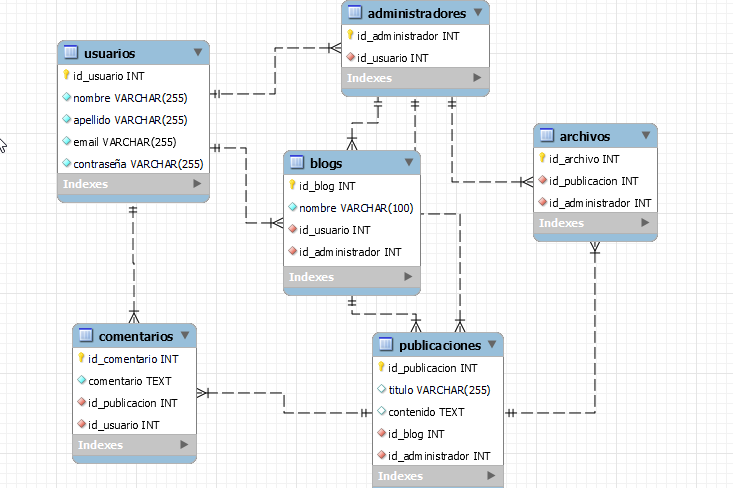 administradores
id_administrador INT
id_usuario INT
Indexes
usuarios
id_usuario INT
nombre VARCHAR(255)
apellido VARCHAR(255)
email VARCHAR(255)
contraseña VARCHAR(255)
Indexes
archivos
id_archivo INT
id_publicacion INT
id_administrador INT
Indexes
blogs
id_blog INT
nombre VARCHAR(100)
id_usuario INT
id_administrador INT
Indexes
comentarios
id_comentario INT
comentario TEXT
id_publicacion INT
id_usuario INT
Indexes
publicaciones
id_publicacion INT
titulo VARCHAR(255)
contenido TEXT
id_blog INT
id_administrador INT
Indexes